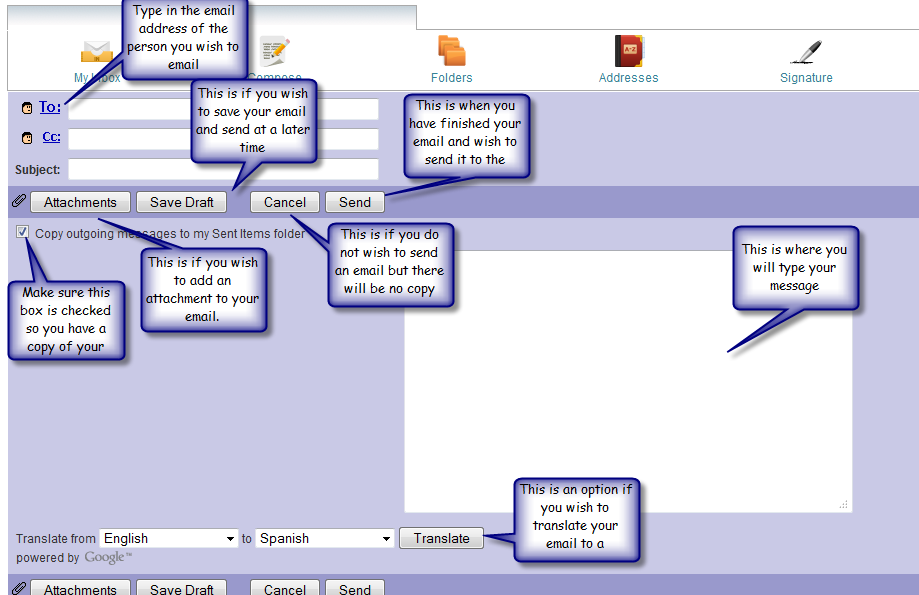 Type in the email
address of the
person you wish to
email
My Inbox
Compose
Folders
Addresses
Signature
To:
This is if you wish
to save your email
and send at a later
time
This is when you
have finished your
email and wish to
send it to the
Cc:
Subject:
Attachments Save Draft Cancel Send
Copy outgoing messages to my Sent Items folder
This is if you do
not wish to send
an email but there
will be no copy
This is where you
will type your
message
This is if you wish
to add an
attachment to your
email.
Make sure this
box is checked
so you have a
copy of your
This is an option if
you wish to
translate your
email to a
Translate from English to Spanish Translate
powered by Google™
Attachments Save Draft Cancel Send